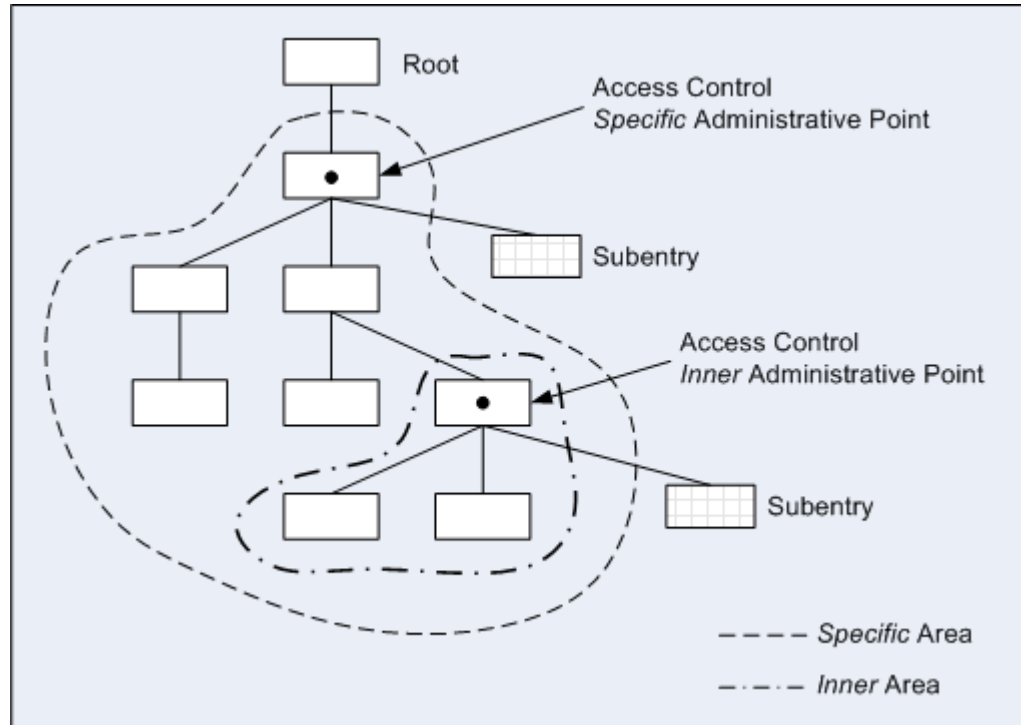 Root
Access Control
Specific Administrative Point
Subentry
Access Control
Inner Administrative Point
Subentry
Specific Area
Inner Area